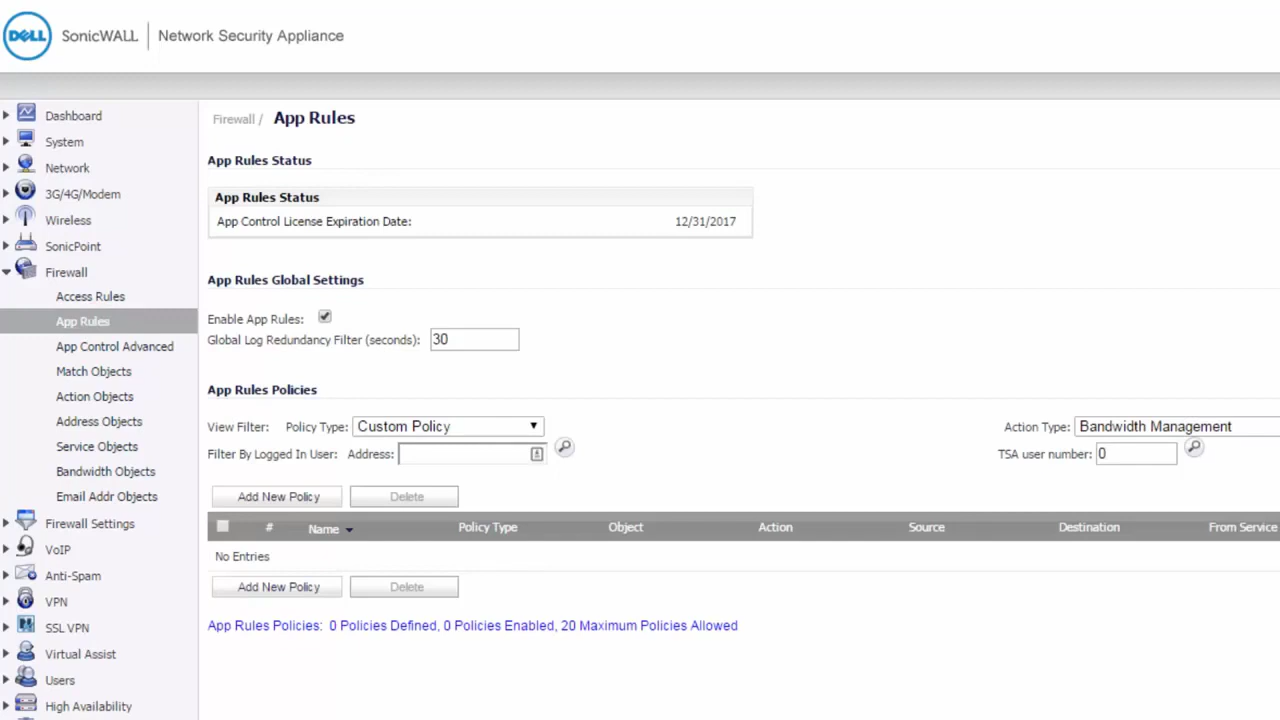 DELL SonicWALL | Network Security Appliance
Dashboard
System
Network
3G/4G/Modem
Wireless
SonicPoint
Firewall
Access Rules
App Rules
App Control Advanced
Match Objects
Action Objects
Address Objects
Service Objects
Bandwidth Objects
Email Addr Objects
Firewall Settings
VoIP
Anti-Spam
VPN
SSL VPN
Virtual Assist
Users
High Availability
Firewall / App Rules
App Rules Status
App Rules Status
App Control License Expiration Date: 12/31/2017
App Rules Global Settings
Enable App Rules:
Global Log Redundancy Filter (seconds): 30
App Rules Policies
View Filter: Policy Type: Custom Policy Action Type: Bandwidth Management
Filter By Logged In User: Address: TSA user number: 0
Add New Policy Delete
# Name Policy Type Object Action Source Destination From Service
No Entries
Add New Policy Delete
App Rules Policies: 0 Policies Defined, 0 Policies Enabled, 20 Maximum Policies Allowed